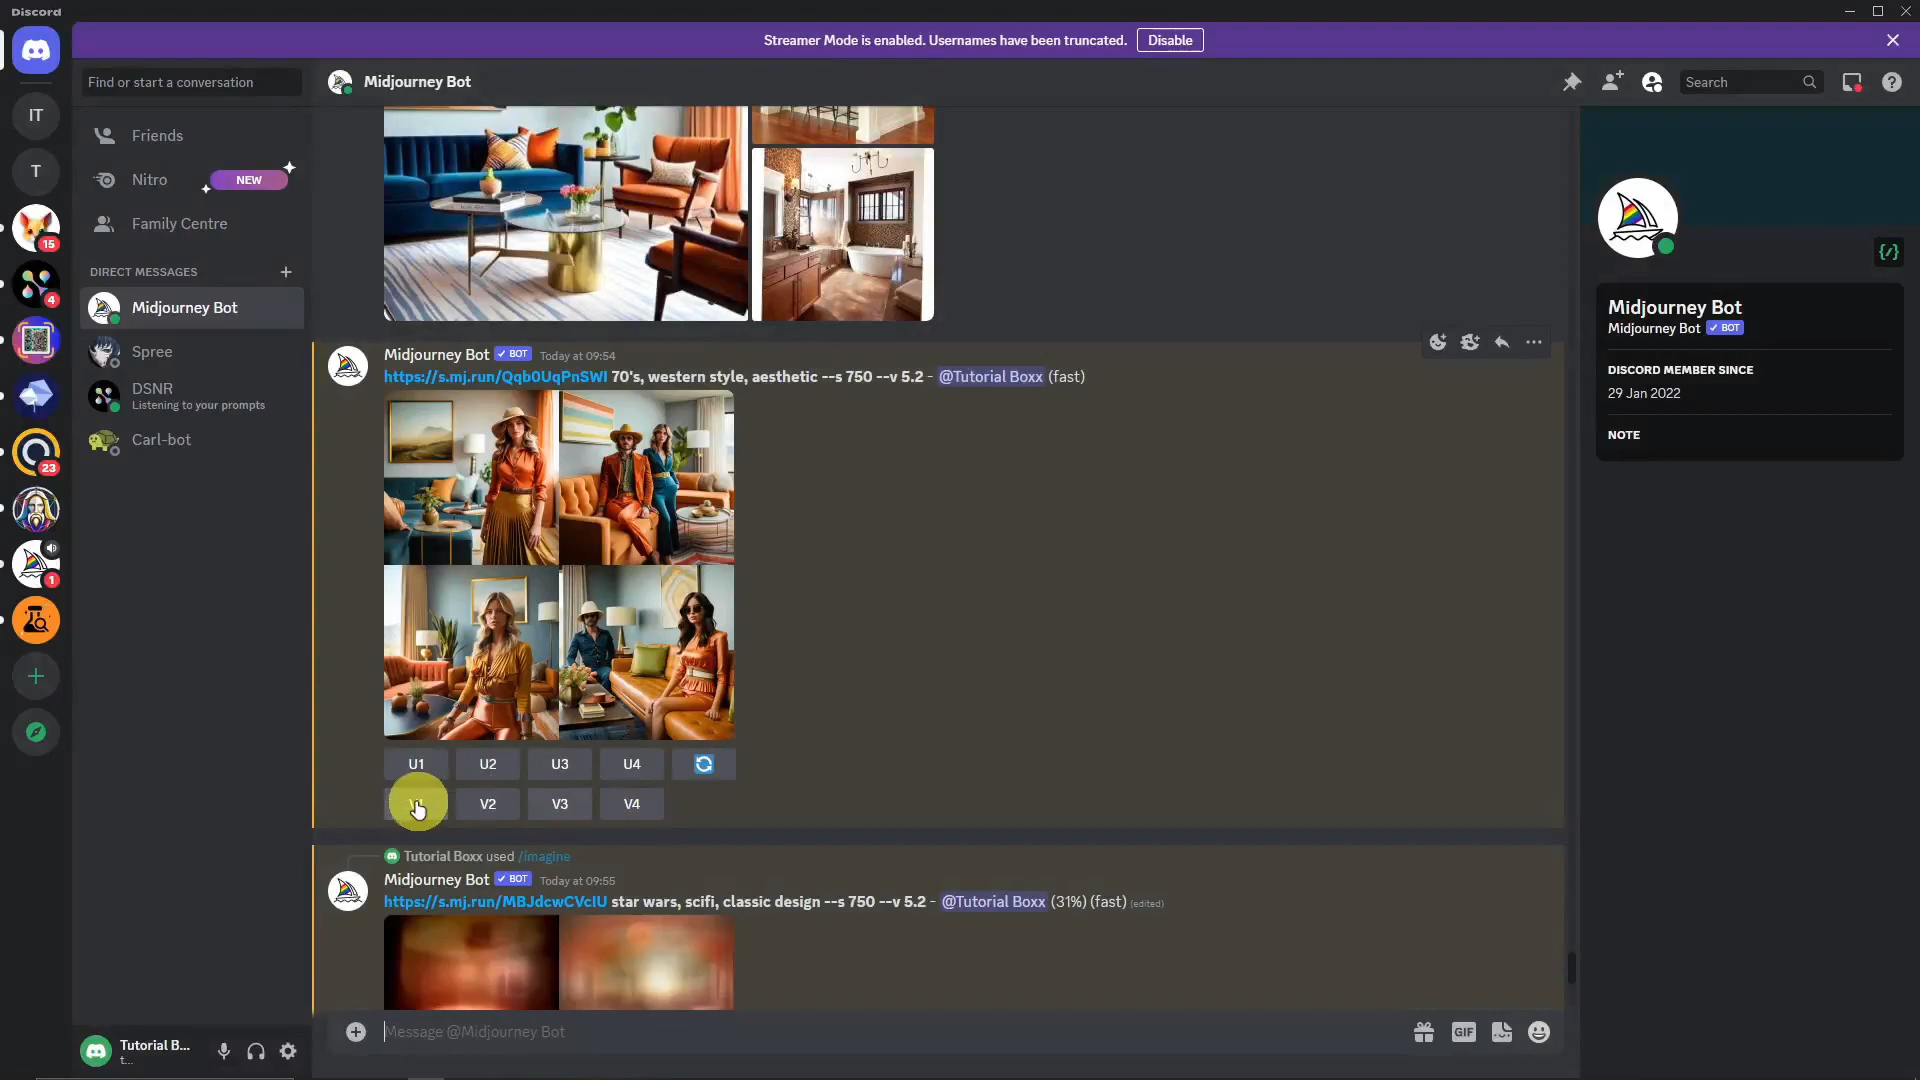 Discord
Streamer Mode is enabled. Usernames have been truncated. Disable
Find or start a conversation
Midjourney Bot
Search
IT
T
Friends
Nitro NEW
Family Centre
15
DIRECT MESSAGES
4
Midjourney Bot
Spree
DSNR
Listening to your prompts
Carl-bot
23
1
Midjourney Bot BOT Today at 09:54
https://s.mj.run/Qqb0UqPnSWI 70's, western style, aesthetic --s 750 --v 5.2 - @Tutorial Boxx (fast)
U1 U2 U3 U4
V1 V2 V3 V4
Tutorial Boxx used /imagine
Midjourney Bot BOT Today at 09:55
https://s.mj.run/MBJdcwCVcIU star wars, scifi, classic design --s 750 --v 5.2 - @Tutorial Boxx (31%) (fast) (edited)
Message @Midjourney Bot
GIF
Tutorial B...
t...
Midjourney Bot
Midjourney Bot BOT
DISCORD MEMBER SINCE
29 Jan 2022
NOTE